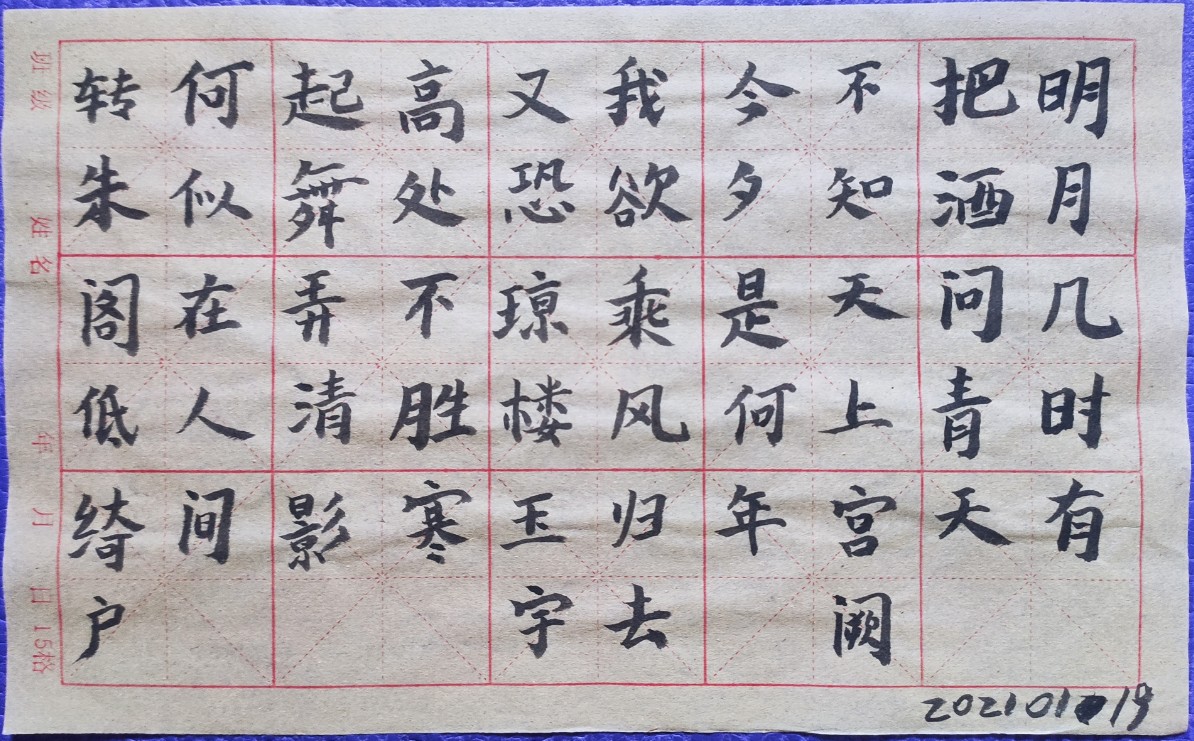 明月几时有
把酒问青天
不知天上宫阙
今夕是何年
我欲乘风归去
又恐琼楼玉宇
高处不胜寒
起舞弄清影
何似在人间
转朱阁低绮户
班级 姓名 年 月 日 15格